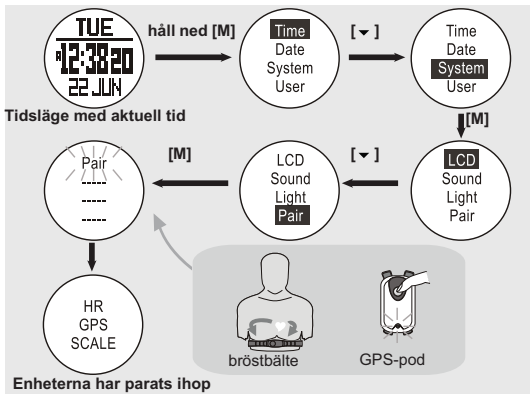 TUE
A12:38 20
22 JUN
Tidsläge med aktuell tid
håll ned [M]
Time
Date
System
User
[ ▾ ]
Time
Date
System
User
[M]
LCD
Sound
Light
Pair
[ ▾ ]
LCD
Sound
Light
Pair
[M]
Pair
-----
-----
-----
HR
GPS
SCALE
Enheterna har parats ihop
bröstbälte
GPS-pod